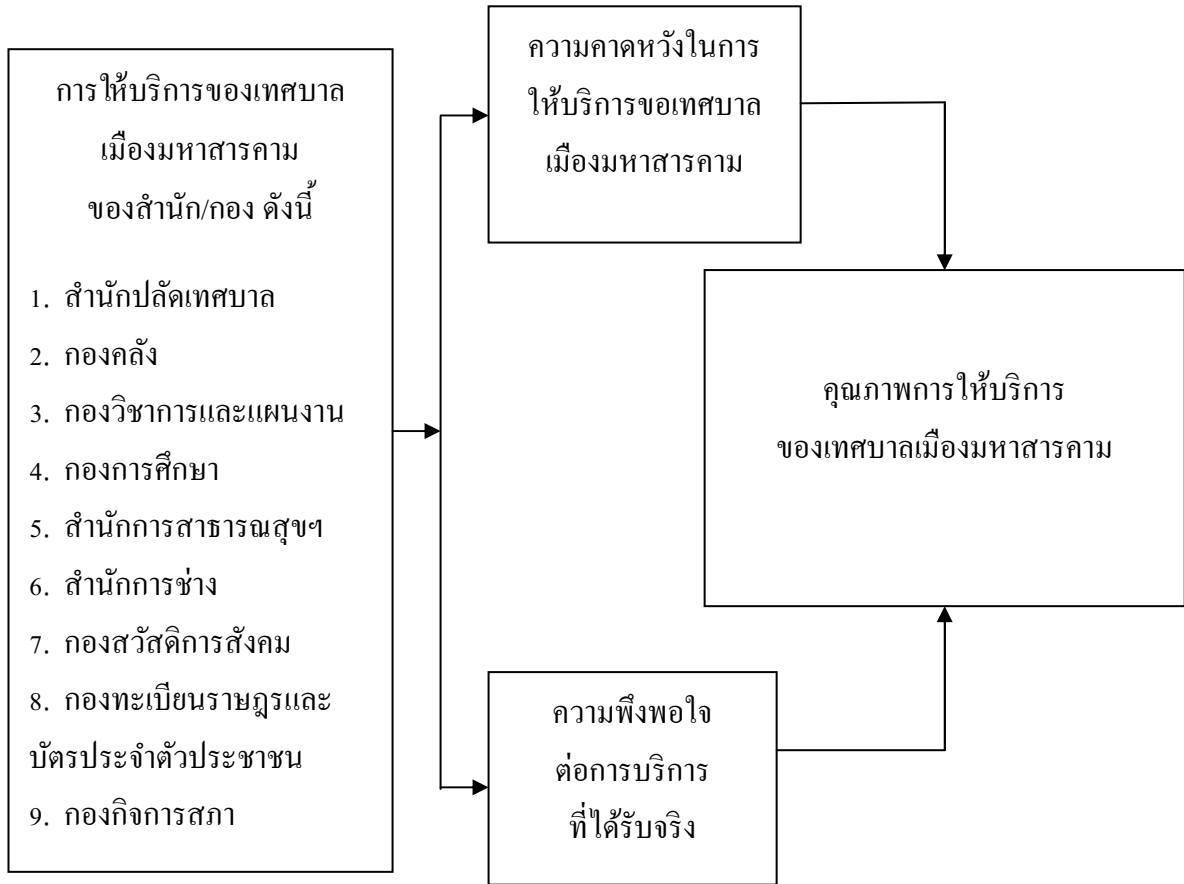 การให้บริการของเทศบาล
เมืองมหาสารคาม
ของสำนัก/กอง ดังนี้
1. สำนักปลัดเทศบาล
2. กองคลัง
3. กองวิชาการและแผนงาน
4. กองการศึกษา
5. สำนักการสาธารณสุขฯ
6. สำนักการช่าง
7. กองสวัสดิการสังคม
8. กองทะเบียนราษฎรและ
บัตรประจำตัวประชาชน
9. กองกิจการสภา
ความคาดหวังในการ
ให้บริการขอเทศบาล
เมืองมหาสารคาม
ความพึงพอใจ
ต่อการบริการ
ที่ได้รับจริง
คุณภาพการให้บริการ
ของเทศบาลเมืองมหาสารคาม